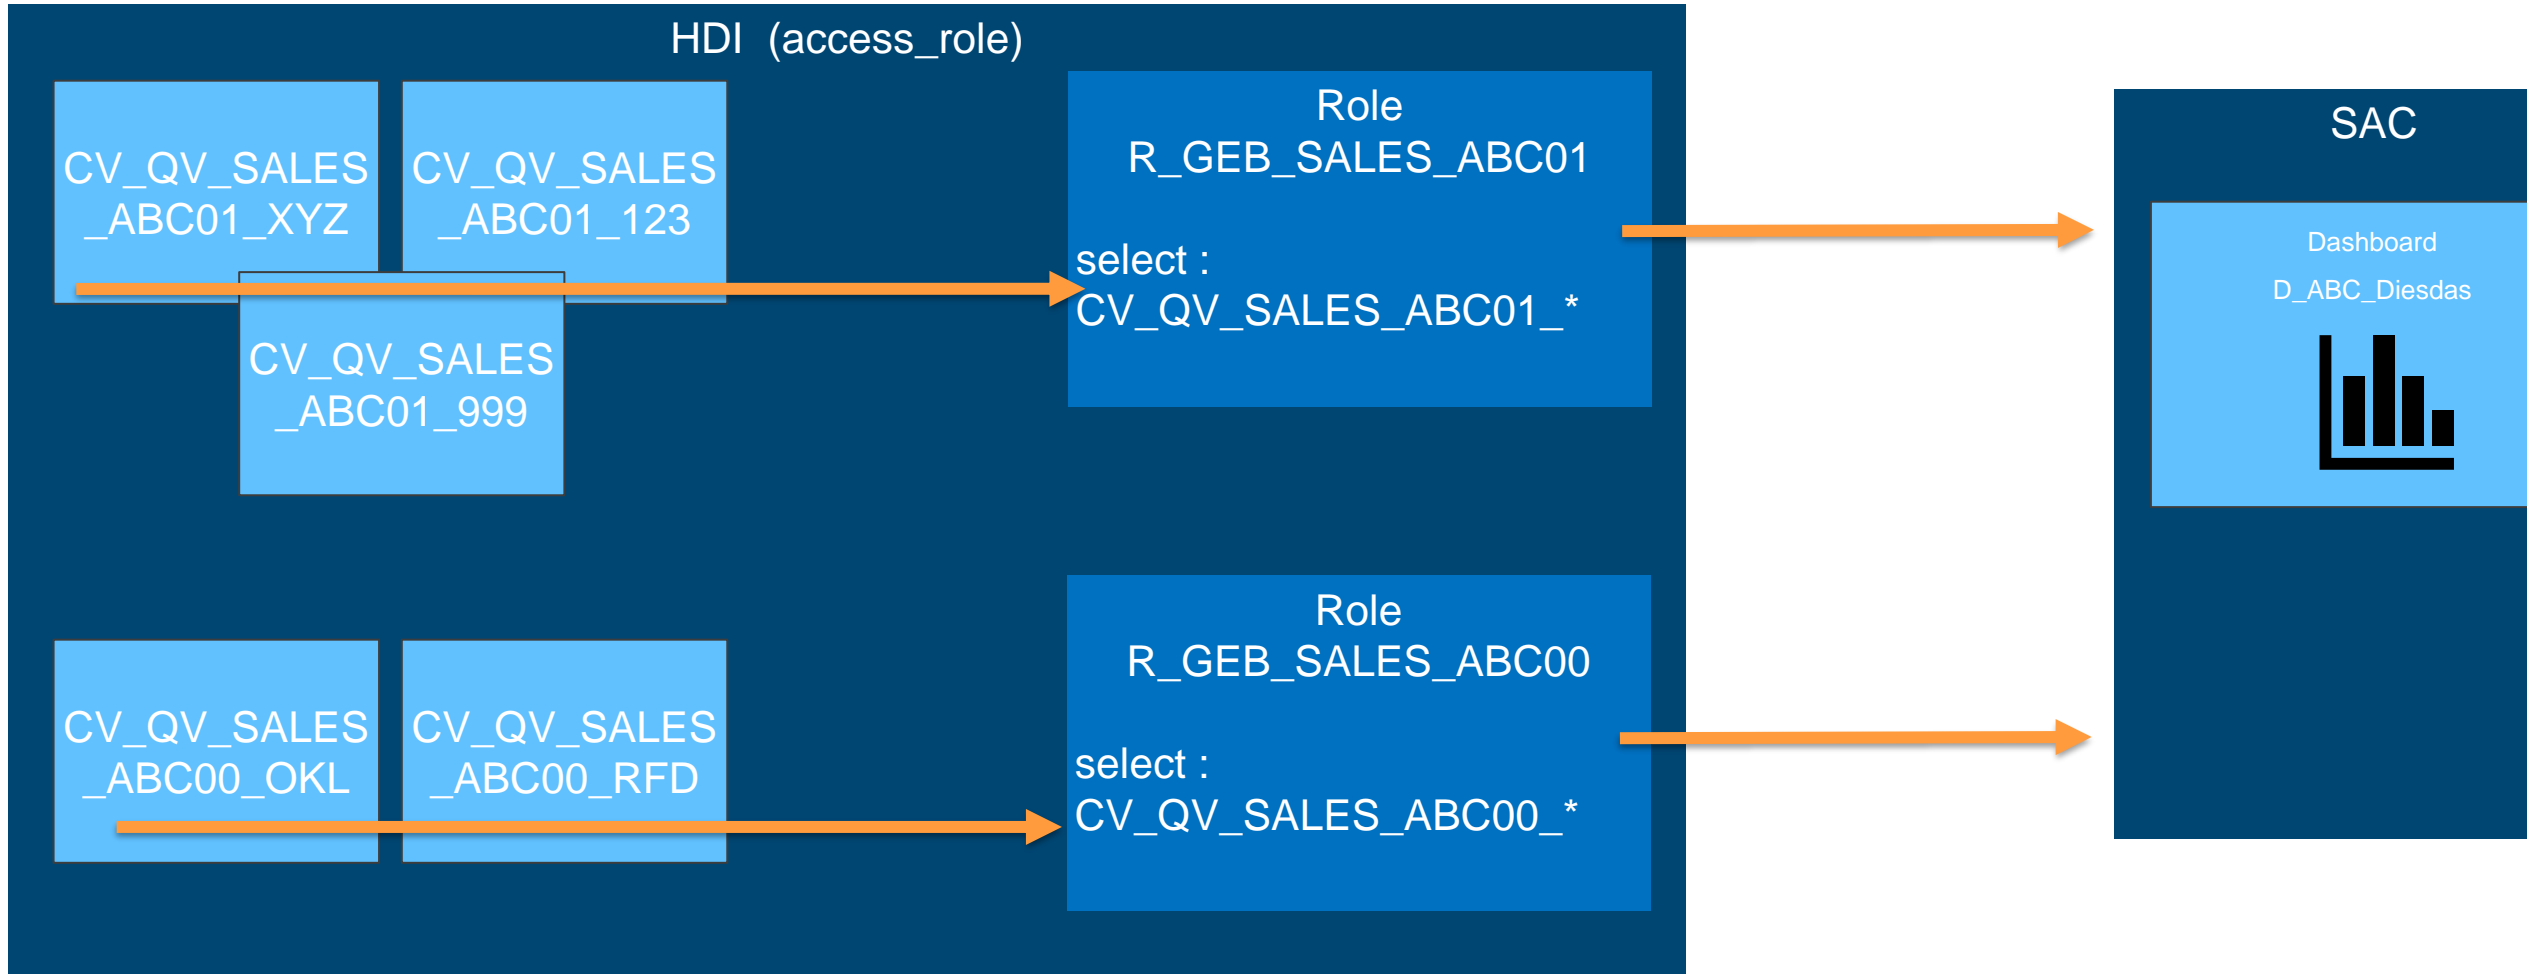 HDI (access_role)
CV_QV_SALES
_ABC01_XYZ
CV_QV_SALES
_ABC01_123
CV_QV_SALES
_ABC01_999
Role
R_GEB_SALES_ABC01
select :
CV_QV_SALES_ABC01_*
CV_QV_SALES
_ABC00_OKL
CV_QV_SALES
_ABC00_RFD
Role
R_GEB_SALES_ABC00
select :
CV_QV_SALES_ABC00_*
SAC
Dashboard
D_ABC_Diesdas